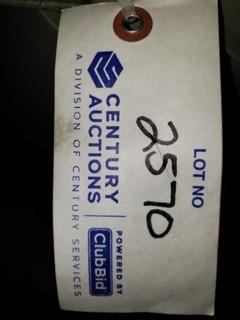 LOT NO
2570
CENTURY
AUCTIONS
A DIVISION OF CENTURY SERVICES
POWERED BY
ClubBid